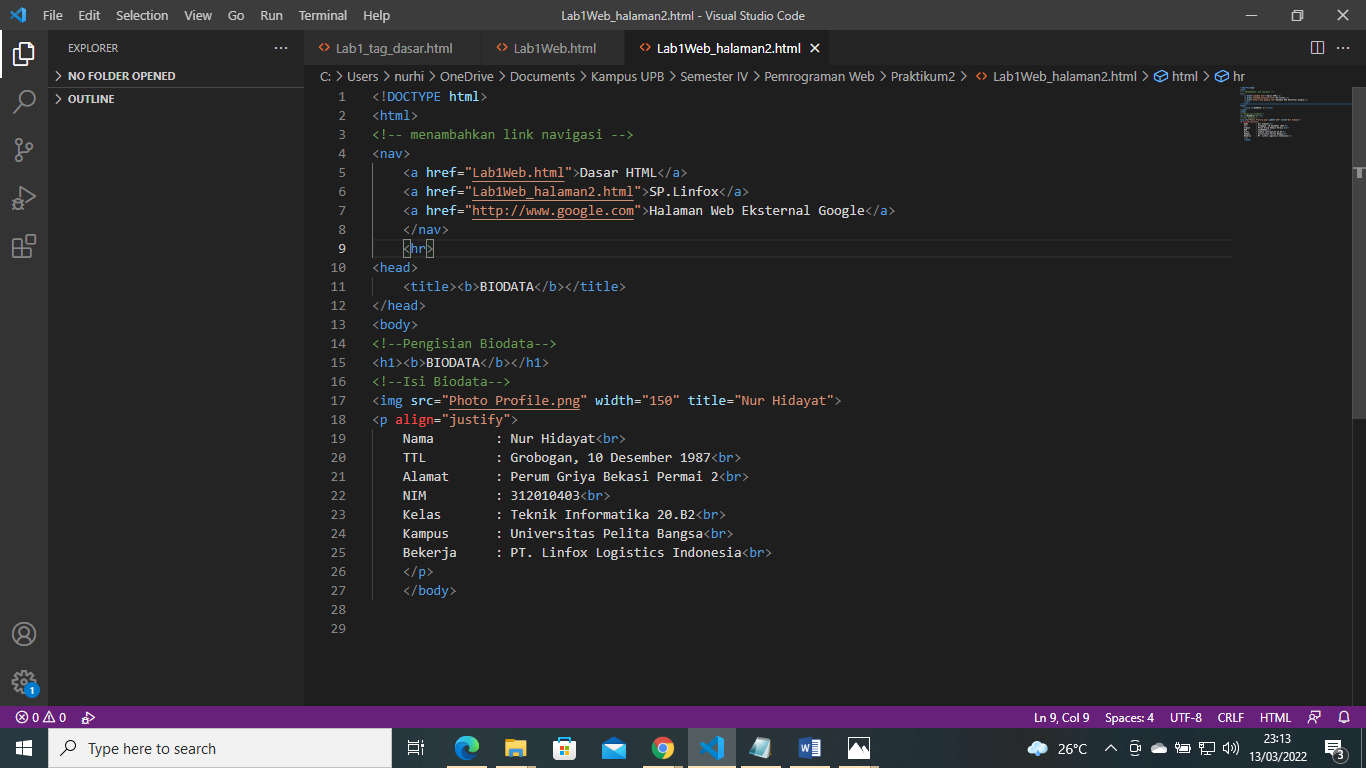 File Edit Selection View Go Run Terminal Help Lab1Web_halaman2.html - Visual Studio Code
EXPLORER
NO FOLDER OPENED
OUTLINE
Lab1_tag_dasar.html Lab1Web.html Lab1Web_halaman2.html
C: > Users > nurhi > OneDrive > Documents > Kampus UPB > Semester IV > Pemrograman Web > Praktikum2 > Lab1Web_halaman2.html > html > hr
1 <!DOCTYPE html>
2 <html>
3 <!-- menambahkan link navigasi -->
4 <nav>
5 <a href="Lab1Web.html">Dasar HTML</a>
6 <a href="Lab1Web_halaman2.html">SP.Linfox</a>
7 <a href="http://www.google.com">Halaman Web Eksternal Google</a>
8 </nav>
9 <hr>
10 <head>
11 <title><b>BIODATA</b></title>
12 </head>
13 <body>
14 <!--Pengisian Biodata-->
15 <h1><b>BIODATA</b></h1>
16 <!--Isi Biodata-->
17 <img src="Photo Profile.png" width="150" title="Nur Hidayat">
18 <p align="justify">
19 Nama : Nur Hidayat<br>
20 TTL : Grobogan, 10 Desember 1987<br>
21 Alamat : Perum Griya Bekasi Permai 2<br>
22 NIM : 312010403<br>
23 Kelas : Teknik Informatika 20.B2<br>
24 Kampus : Universitas Pelita Bangsa<br>
25 Bekerja : PT. Linfox Logistics Indonesia<br>
26 </p>
27 </body>
28
29
1
0 0 Ln 9, Col 9 Spaces: 4 UTF-8 CRLF HTML
Type here to search 26°C 23:13
13/03/2022 3